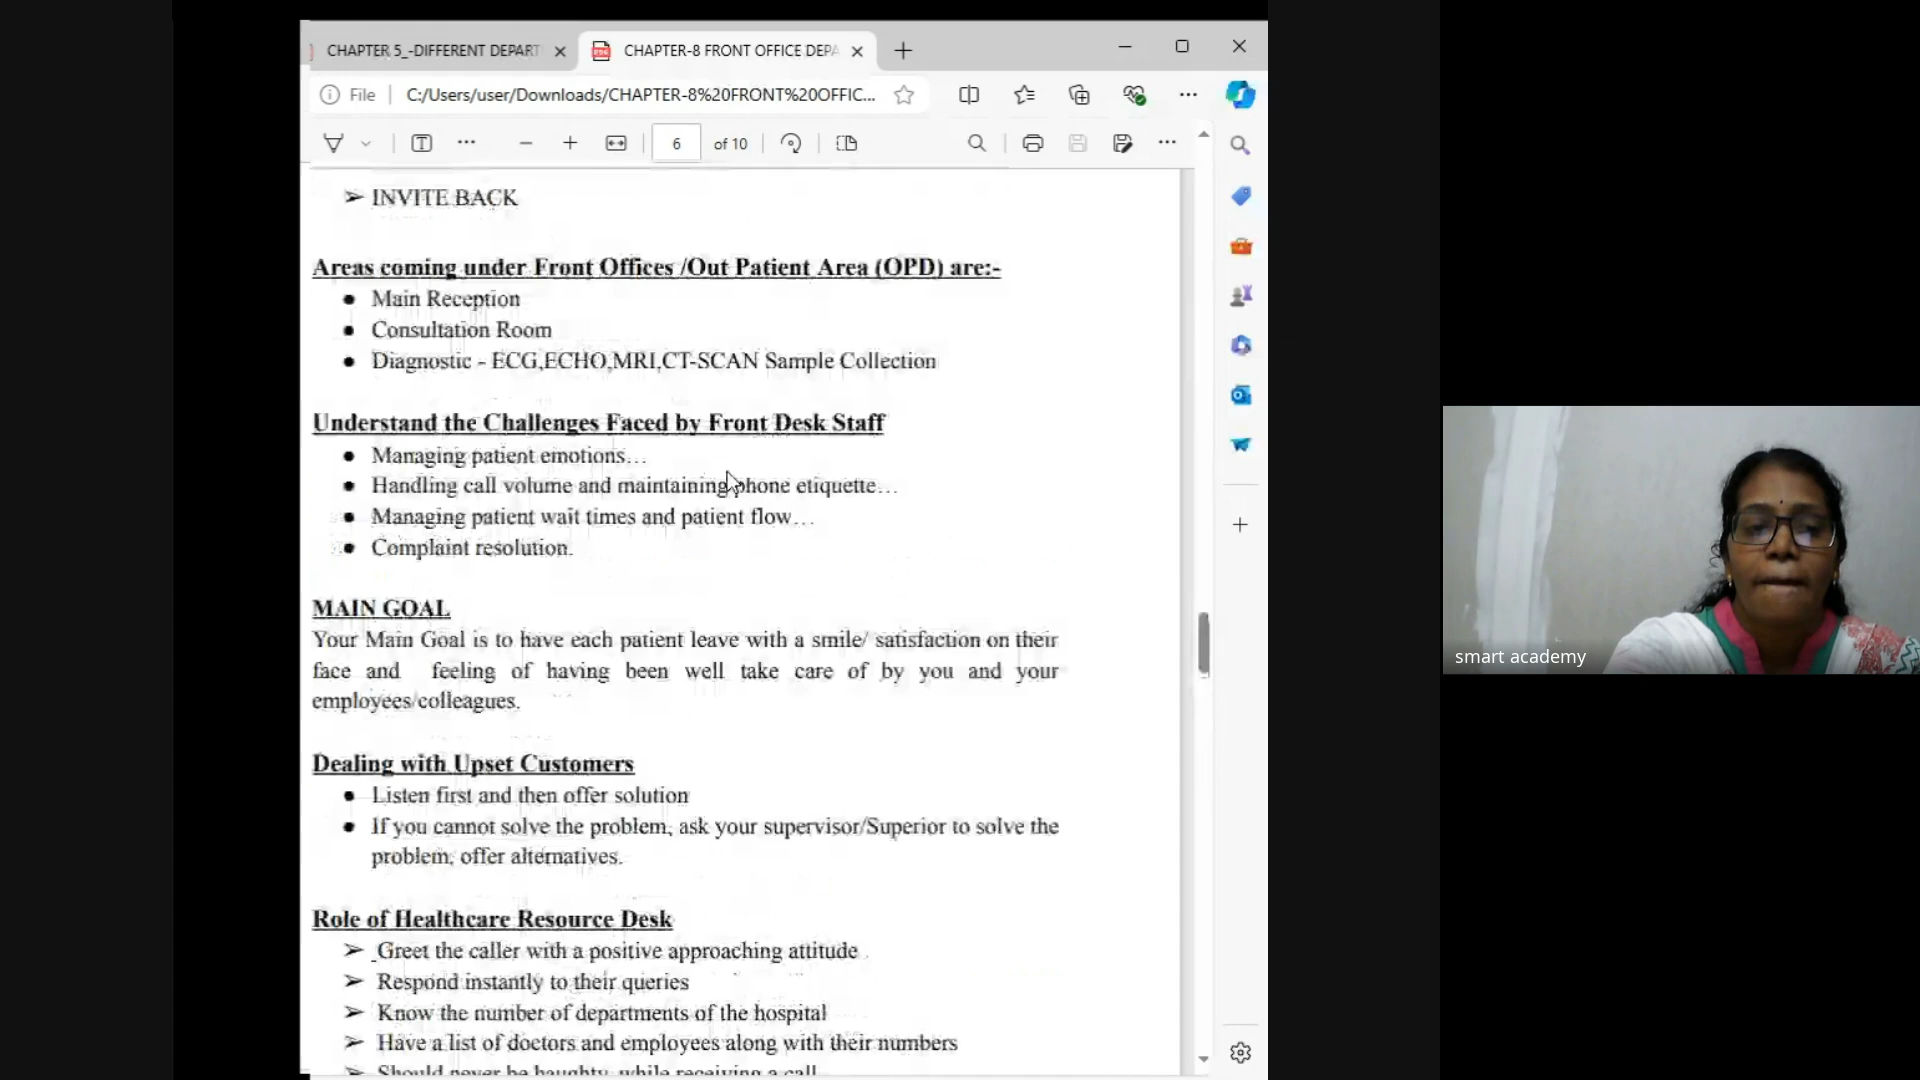 CHAPTER 5_-DIFFERENT DEPART
CHAPTER-8 FRONT OFFICE DEPA
File
C:/Users/user/Downloads/CHAPTER-8%20FRONT%20OFFIC...
6 of 10
➢ INVITE BACK
Areas coming under Front Offices /Out Patient Area (OPD) are:-
• Main Reception
• Consultation Room
• Diagnostic - ECG,ECHO,MRI,CT-SCAN Sample Collection
Understand the Challenges Faced by Front Desk Staff
• Managing patient emotions…
• Handling call volume and maintaining phone etiquette…
• Managing patient wait times and patient flow…
• Complaint resolution.
MAIN GOAL
Your Main Goal is to have each patient leave with a smile/ satisfaction on their
face and feeling of having been well take care of by you and your
employees/colleagues.
Dealing with Upset Customers
• Listen first and then offer solution
• If you cannot solve the problem, ask your supervisor/Superior to solve the
problem, offer alternatives.
Role of Healthcare Resource Desk
➢ Greet the caller with a positive approaching attitude
➢ Respond instantly to their queries
➢ Know the number of departments of the hospital
➢ Have a list of doctors and employees along with their numbers
➢ Should never be haughty, while receiving a call
smart academy